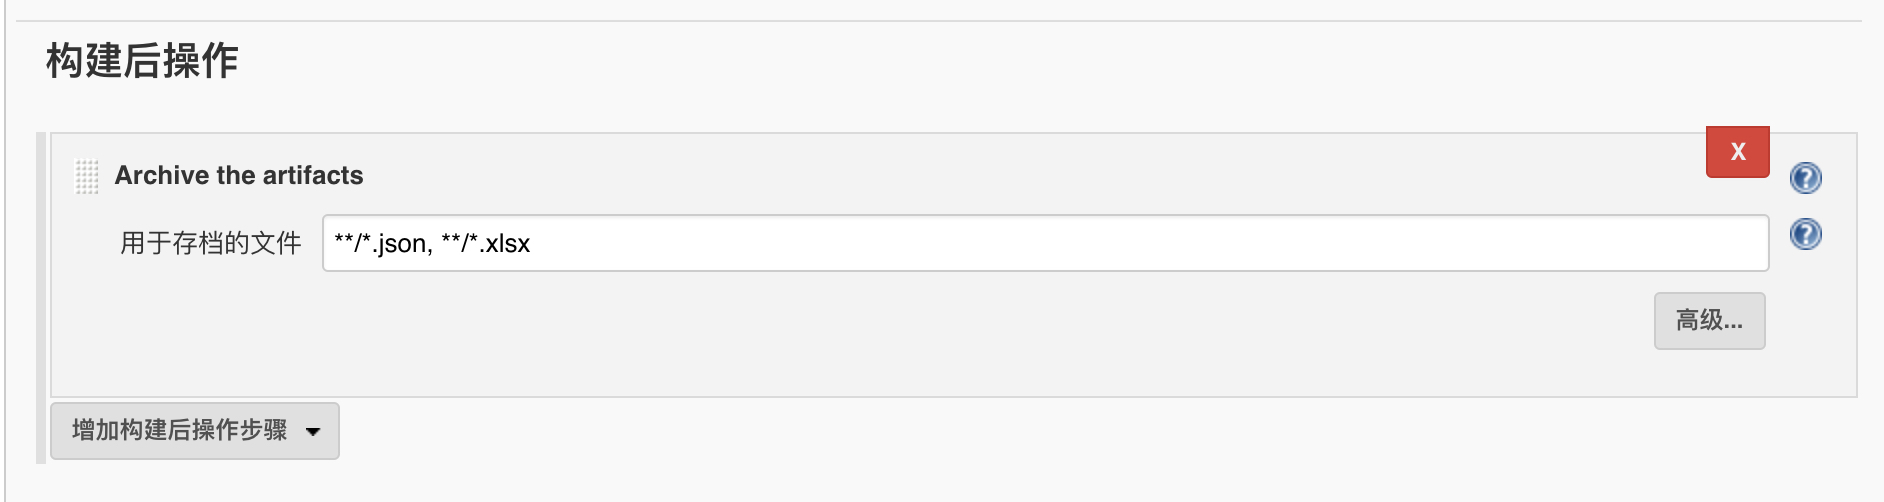 构建后操作
X
Archive the artifacts
?
用于存档的文件 **/*.json, **/*.xlsx
?
高级...
增加构建后操作步骤